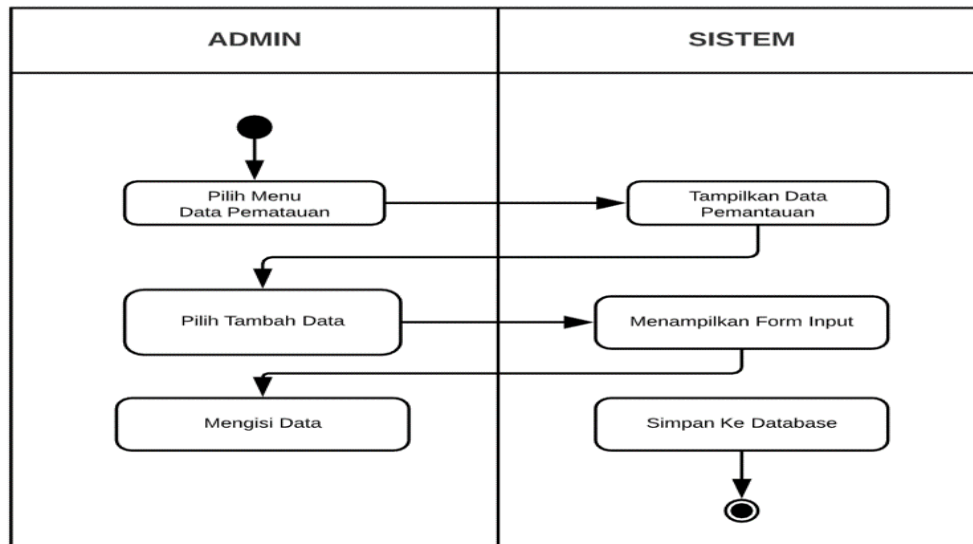 ADMIN
SISTEM
Pilih Menu
Data Pematauan
Tampilkan Data
Pemantauan
Pilih Tambah Data
Menampilkan Form Input
Mengisi Data
Simpan Ke Database